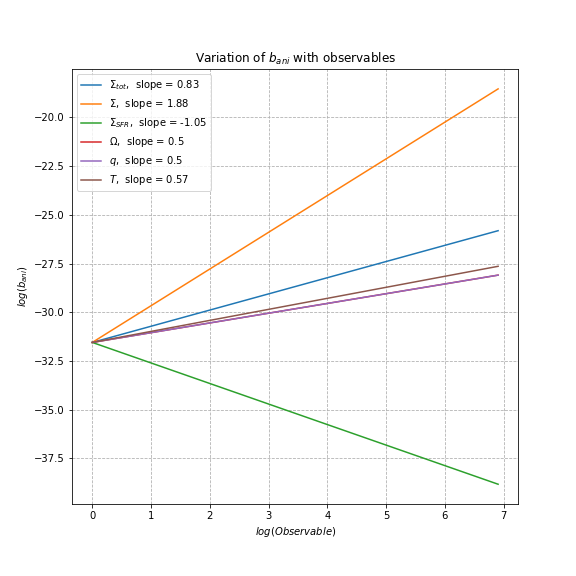 Variation of b_ani with observables
Σ_tot, slope = 0.83
Σ, slope = 1.88
Σ_SFR, slope = -1.05
Ω, slope = 0.5
q, slope = 0.5
T, slope = 0.57
−20.0
−22.5
−25.0
−27.5
−30.0
−32.5
−35.0
−37.5
log(b_ani)
0 1 2 3 4 5 6 7
log(Observable)